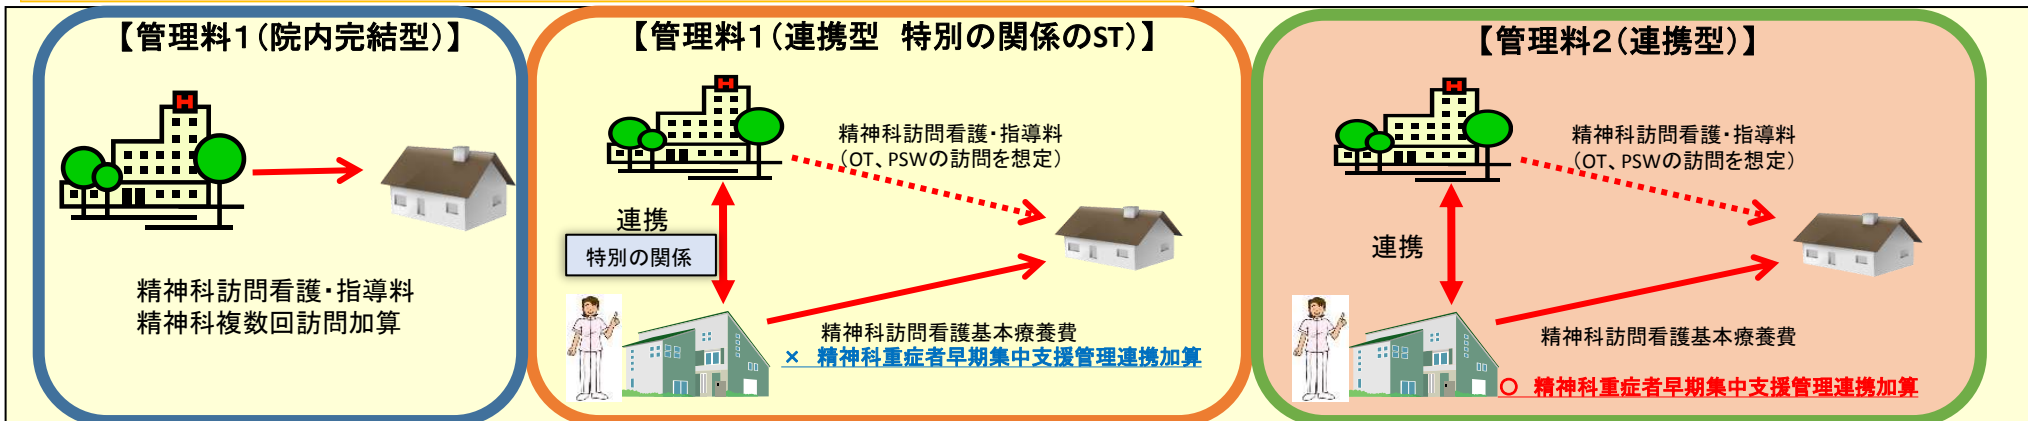 【管理料1(院内完結型)】
H
精神科訪問看護・指導料
精神科複数回訪問加算
【管理料1(連携型 特別の関係のST)】
H
精神科訪問看護・指導料
(OT、PSWの訪問を想定)
連携
特別の関係
精神科訪問看護基本療養費
× 精神科重症者早期集中支援管理連携加算
【管理料2(連携型)】
H
精神科訪問看護・指導料
(OT、PSWの訪問を想定)
連携
精神科訪問看護基本療養費
○ 精神科重症者早期集中支援管理連携加算